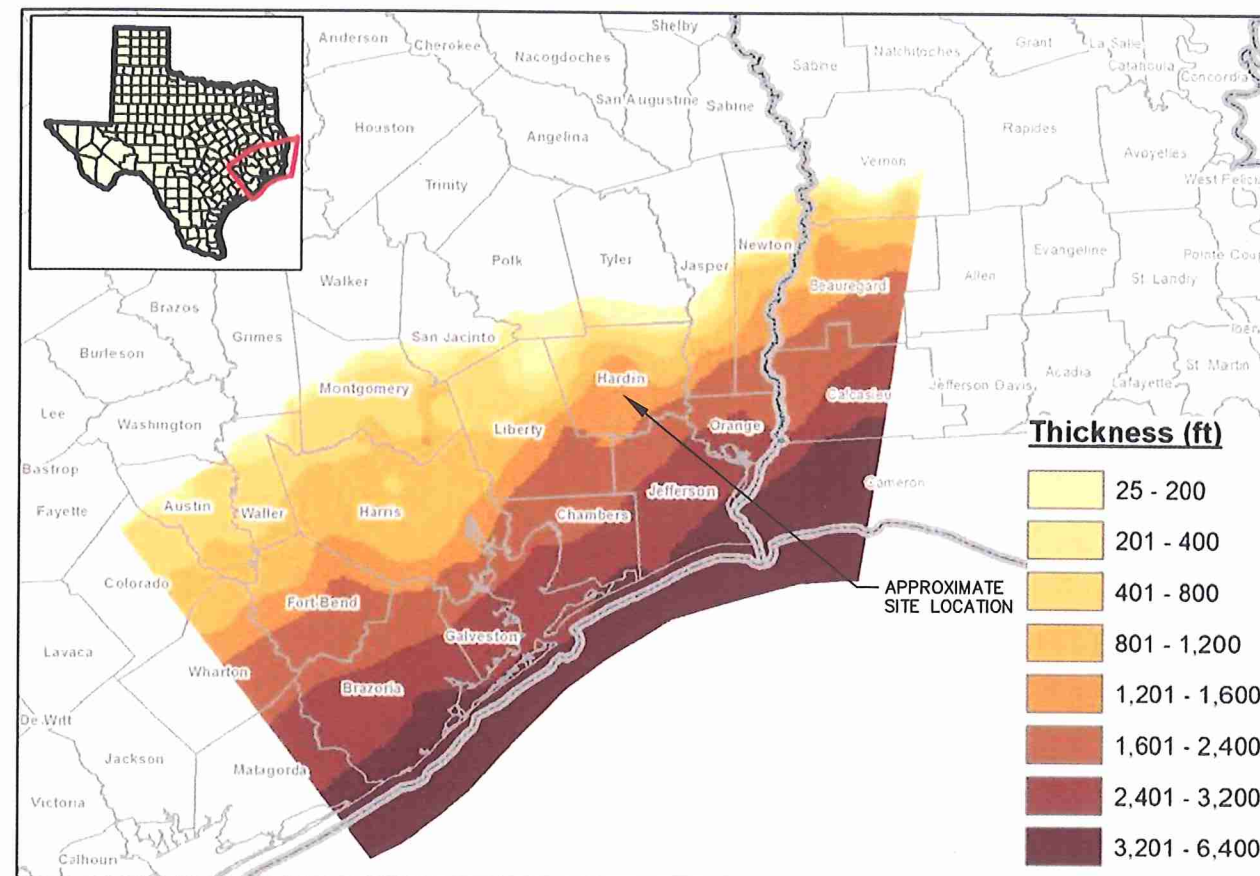 Shelby
Anderson
Cherokee
Nacogdoches
Sabine
Natchitoches
Grant
La Salle
Catahoula
Concordia
Houston
San Augustine
Sabine
Angelina
Rapides
Avoyelles
Trinity
Vernon
West Felicia
Polk
Tyler
Jasper
Newton
Evangeline
Pointe Coup
Walker
Beauregard
Allen
St. Landry
Brazos
Grimes
San Jacinto
Iber
Burleson
Montgomery
Hardin
Calcasieu
Jefferson Davis
Acadia
Lafayette
St. Martin
Lee
Washington
Liberty
Orange
Bastrop
Fayette
Austin
Waller
Harris
Jefferson
Chambers
Cameron
Colorado
Fort Bend
APPROXIMATE
SITE LOCATION
Galveston
Lavaca
Wharton
Brazoria
De Witt
Jackson
Matagorda
Victoria
Calhoun
Thickness (ft)
25 - 200
201 - 400
401 - 800
801 - 1,200
1,201 - 1,600
1,601 - 2,400
2,401 - 3,200
3,201 - 6,400